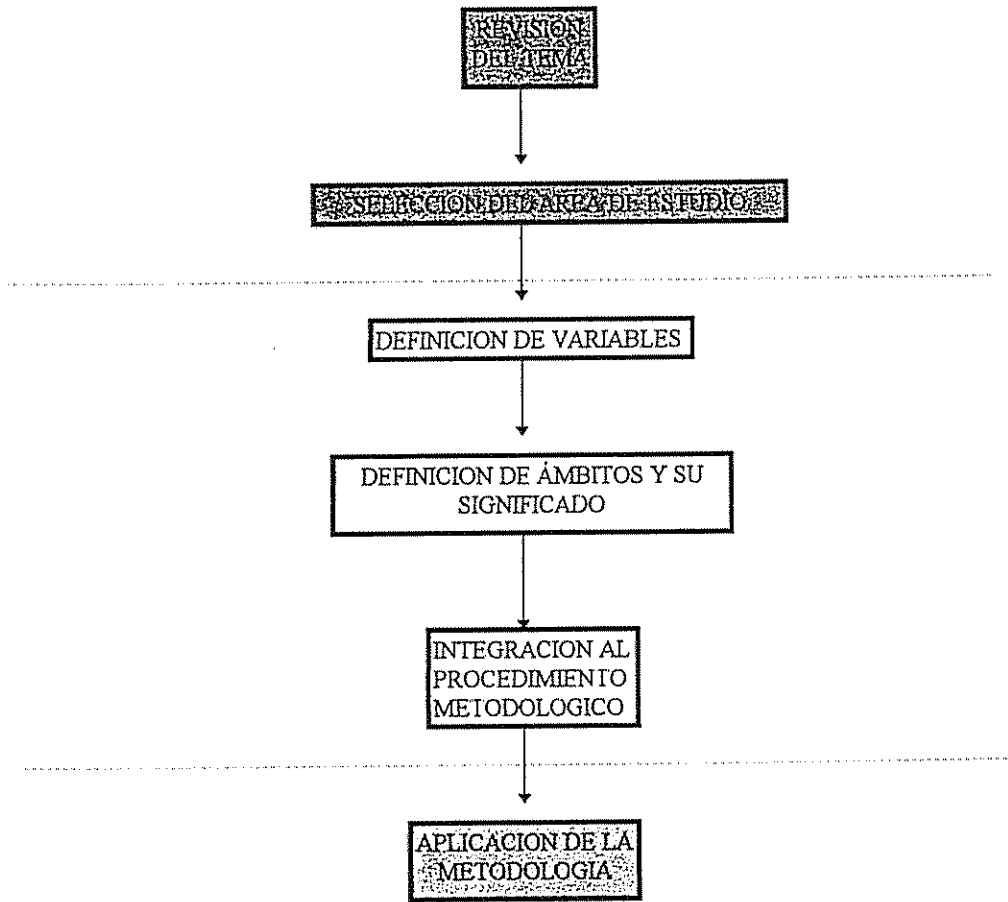 REVISIÓN
DEL TEMA
SELECCION DEL AREA DE ESTUDIO
DEFINICION DE VARIABLES
DEFINICION DE ÁMBITOS Y SU
SIGNIFICADO
INTEGRACION AL
PROCEDIMIENTO
METODOLOGICO
APLICACION DE LA
METODOLOGIA